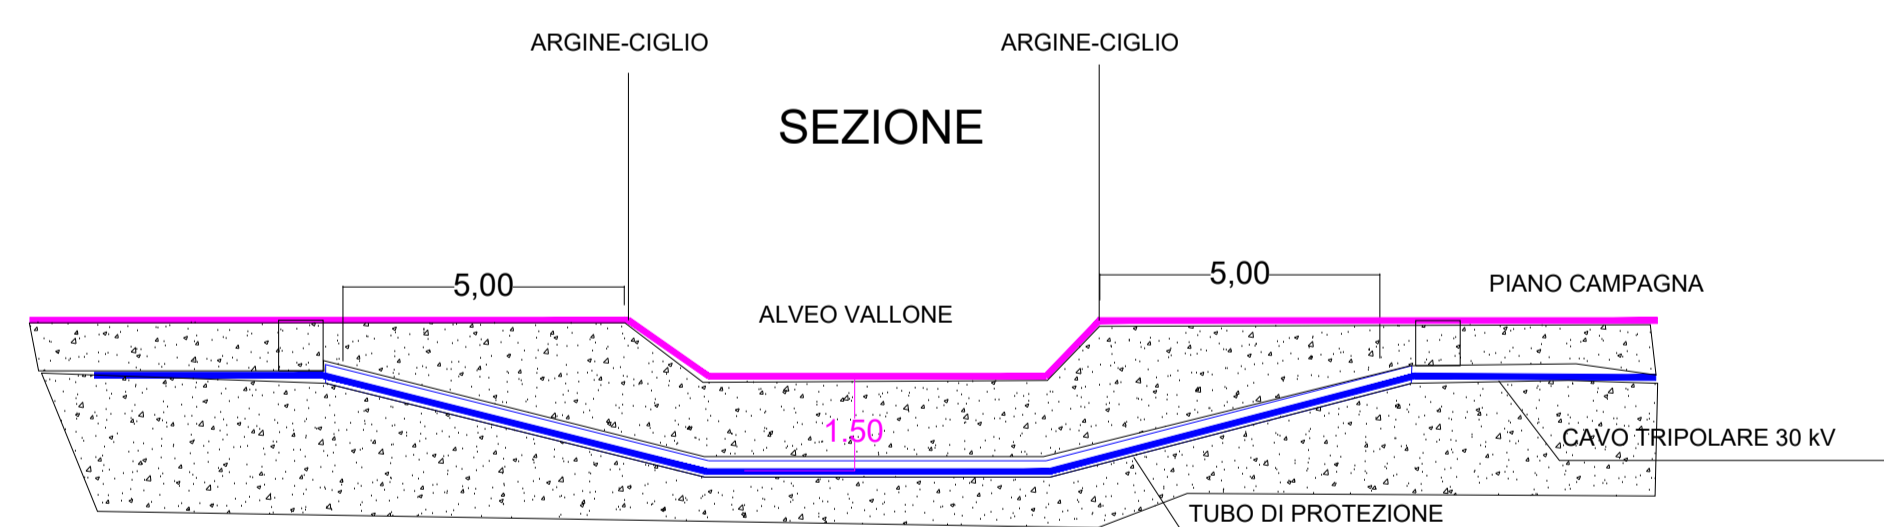 ARGINE-CIGLIO
ARGINE-CIGLIO
SEZIONE
5,00
5,00
PIANO CAMPAGNA
ALVEO VALLONE
1.50
CAVO TRIPOLARE 30 kV
TUBO DI PROTEZIONE